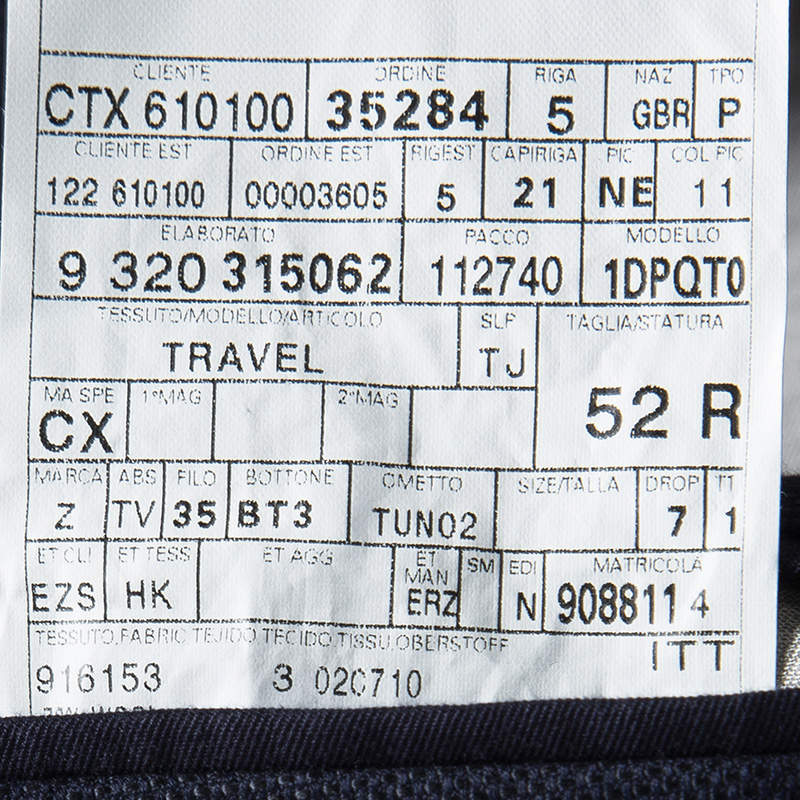 CLIENTE ORDINE RIGA NAZ TPO
CTX 610100 35284 5 GBR P
CLIENTE EST ORDINE EST RIGEST CAPIRIGA PIC COL PIC
122 610100 00003605 5 21 NE 11
ELABORATO PACCO MODELLO
9 320 315062 112740 1DPQT0
TESSUTO/MODELLO/ARTICOLO SLP TAGLIA/STATURA
TRAVEL TJ 52 R
MA SPE 1°MAG 2°MAG
CX
MARCA ABS FILO BOTTONE OMETTO SIZE/TALLA DROP TT
Z TV 35 BT3 TUN02 7 1
ET CLI ET TESS ET AGG ET MAN SM EDI MATRICOLA
EZS HK ERZ N 9088114
TESSUTO,FABRIC TEJIDO TECIDO,TISSU,OBERSTOFF
ITT
916153 3 020710